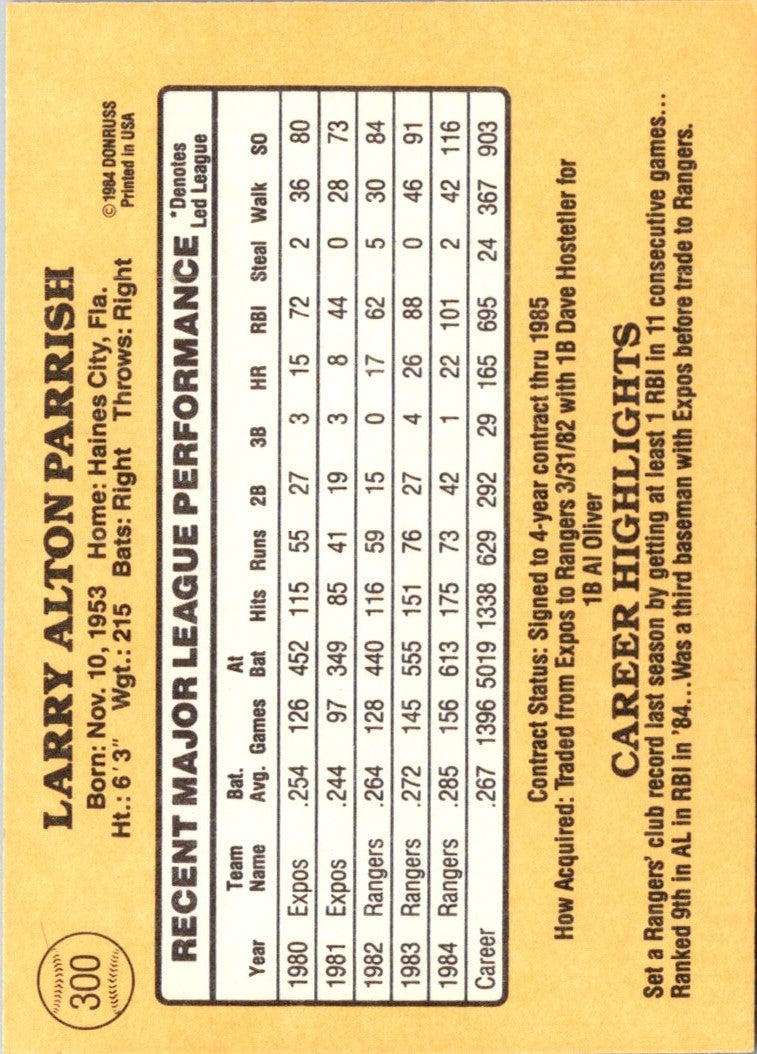 300
LARRY ALTON PARRISH
Born: Nov. 10, 1953 Home: Haines City, Fla.
Ht.: 6'3" Wgt.: 215 Bats: Right Throws: Right
© 1984 DONRUSS
Printed in USA
RECENT MAJOR LEAGUE PERFORMANCE
*Denotes
Led League
Year Team Name Bat. Avg. Games At Bat Hits Runs 2B 3B HR RBI Steal Walk SO
1980 Expos .254 126 452 115 55 27 3 15 72 2 36 80
1981 Expos .244 97 349 85 41 19 3 8 44 0 28 73
1982 Rangers .264 128 440 116 59 15 0 17 62 5 30 84
1983 Rangers .272 145 555 151 76 27 4 26 88 0 46 91
1984 Rangers .285 156 613 175 73 42 1 22 101 2 42 116
Career .267 1396 5019 1338 629 292 29 165 695 24 367 903
Contract Status: Signed to 4-year contract thru 1985
How Acquired: Traded from Expos to Rangers 3/31/82 with 1B Dave Hostetler for
1B Al Oliver
CAREER HIGHLIGHTS
Set a Rangers' club record last season by getting at least 1 RBI in 11 consecutive games...
Ranked 9th in AL in RBI in '84...Was a third baseman with Expos before trade to Rangers.